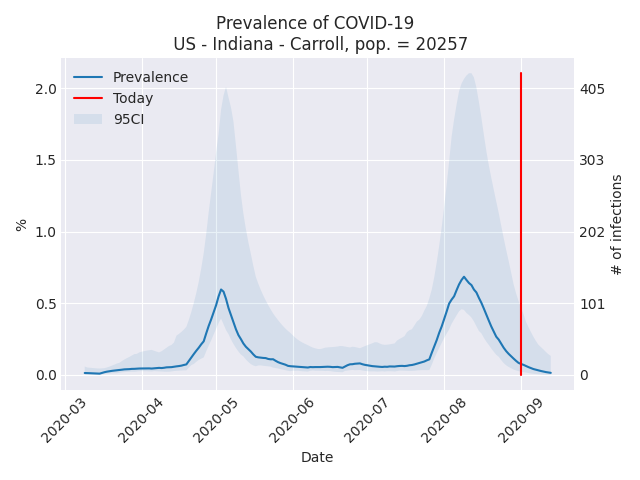 Prevalence of COVID-19
US - Indiana - Carroll, pop. = 20257
Prevalence
Today
95CI
2.0
1.5
1.0
0.5
0.0
%
405
303
202
101
0
# of infections
2020-03
2020-04
2020-05
2020-06
2020-07
2020-08
2020-09
Date